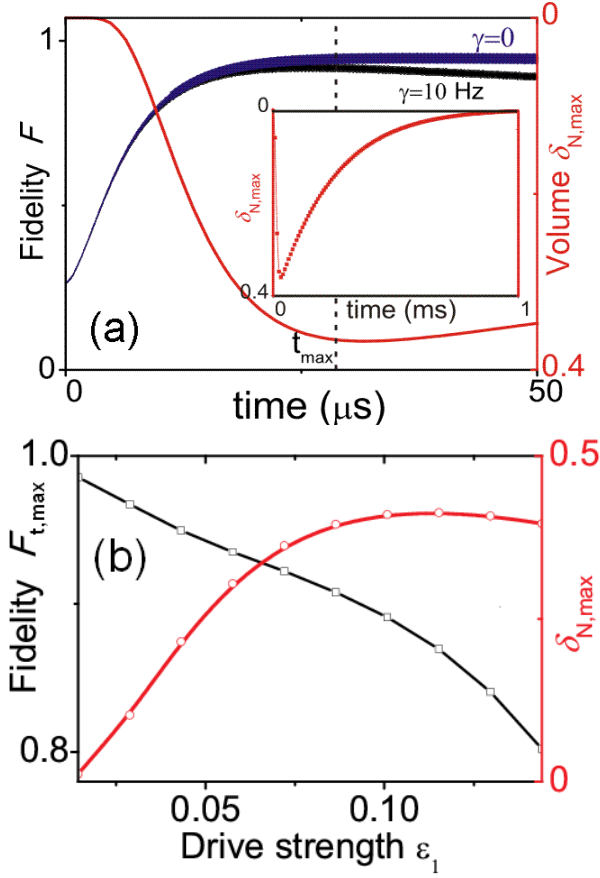 1
0
γ=0
γ=10 Hz
Fidelity F
Volume δN,max
0
δN,max
0.4
0
1
time (ms)
(a)
tmax
0
0.4
0
50
time (μs)
1.0
0.5
Fidelity Ft,max
(b)
δN,max
0.8
0
0.05
0.10
Drive strength ε1